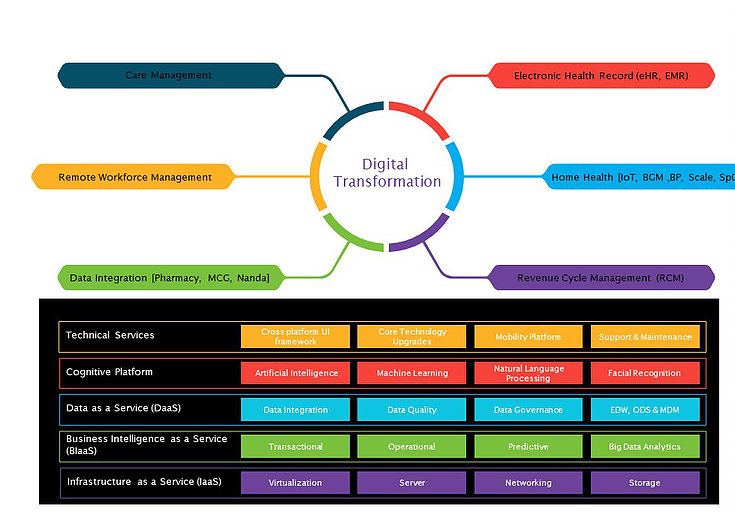 Care Management
Electronic Health Record (eHR, EMR)
Digital
Transformation
Remote Workforce Management
Home Health [IoT, BGM ,BP, Scale,
Data Integration [Pharmacy, MCG, Nanda]
Revenue Cycle Management (RCM)
Technical Services
Cross platform UI
framework
Core Technology
Upgrades
Mobility Platform
Support & Maintenance
Cognitive Platform
Artificial Intelligence
Machine Learning
Natural Language
Processing
Facial Recognition
Data as a Service (DaaS)
Data Integration
Data Quality
Data Governance
EDW, ODS & MDM
Business Intelligence as a Service
(BIaaS)
Transactional
Operational
Predictive
Big Data Analytics
Infrastructure as a Service (IaaS)
Virtualization
Server
Networking
Storage